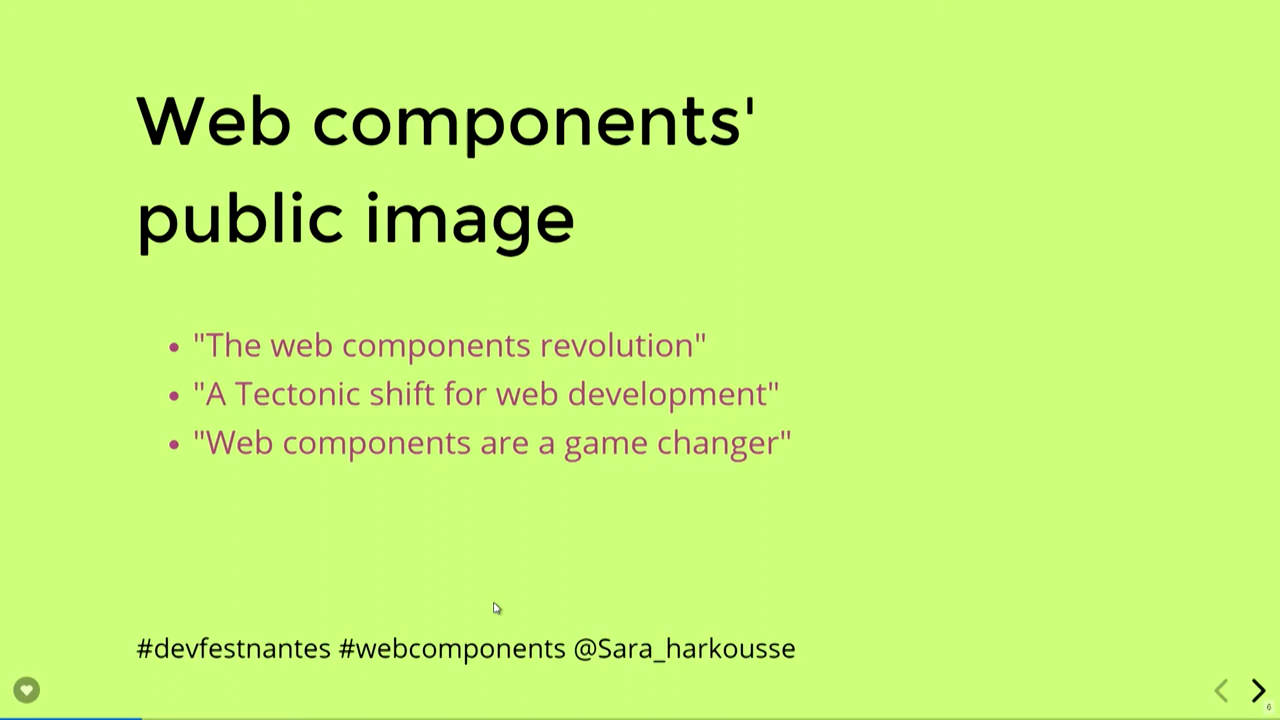 Web components'
public image
"The web components revolution"
"A Tectonic shift for web development"
"Web components are a game changer"
#devfestnantes #webcomponents @Sara_harkousse
6